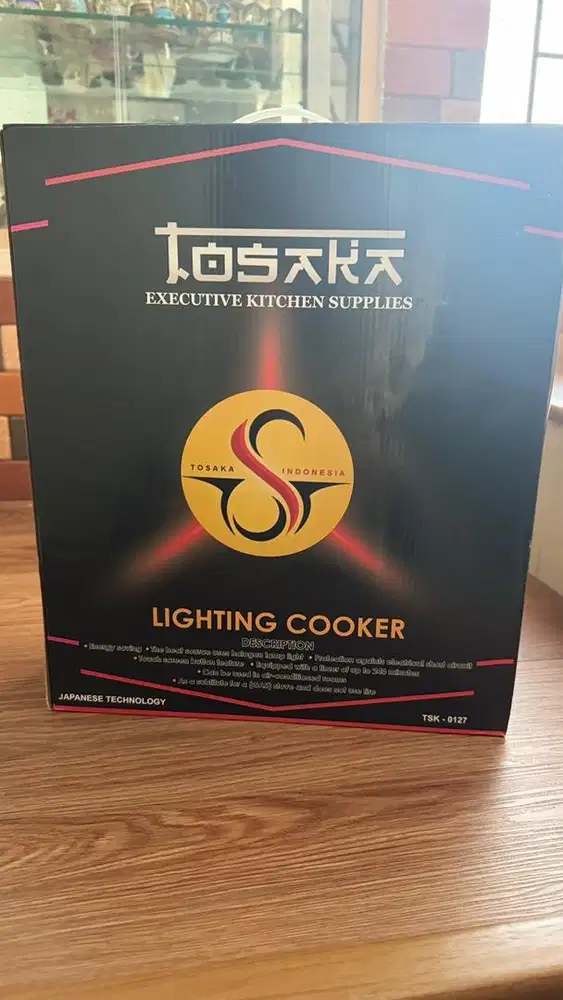 TOSAKA
EXECUTIVE KITCHEN SUPPLIES
TOSAKA INDONESIA
LIGHTING COOKER
DESCRIPTION
• Energy saving • The heat source uses halogen lamp light • Protection againts electrical short circuit
• Touch screen button feature • Equipped with a timer of up to 240 minutes
• Can be used in air-conditioned rooms
• As a subtitute for a (GAS) stove and does not use fire
JAPANESE TECHNOLOGY
TSK - 0127